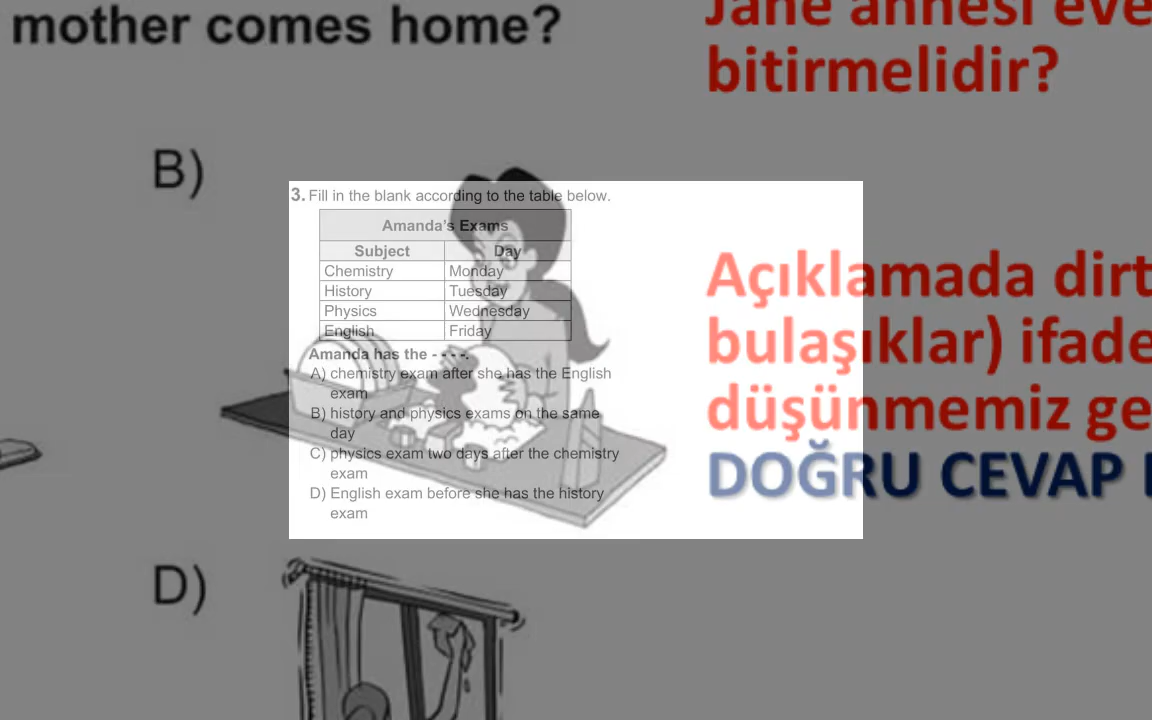 mother comes home?
Jane annesi eve
bitirmelidir?
B)
3. Fill in the blank according to the table below.
Amanda's Exams
Subject Day
Chemistry Monday
History Tuesday
Physics Wednesday
English Friday
Amanda has the - - - -.
A) chemistry exam after she has the English
exam
B) history and physics exams on the same
day
C) physics exam two days after the chemistry
exam
D) English exam before she has the history
exam
Açıklamada dirt
bulaşıklar) ifade
düşünmemiz ge
DOĞRU CEVAP
D)